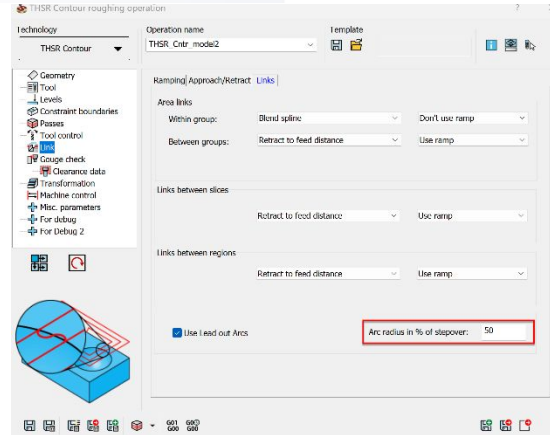 THSR Contour roughing operation
?
Technology
Operation name
Template
THSR Contour
THSR_Cntr_model2
Geometry
Tool
Levels
Constraint boundaries
Passes
Tool control
Link
Gouge check
Clearance data
Transformation
Machine control
Misc. parameters
For debug
For Debug 2
Ramping Approach/Retract Links
Area links
Within group: Blend spline Don't use ramp
Between groups: Retract to feed distance Use ramp
Links between slices
Retract to feed distance Use ramp
Links between regions
Retract to feed distance Use ramp
Use Lead out Arcs
Arc radius in % of stepover: 50
G01 G00
G00